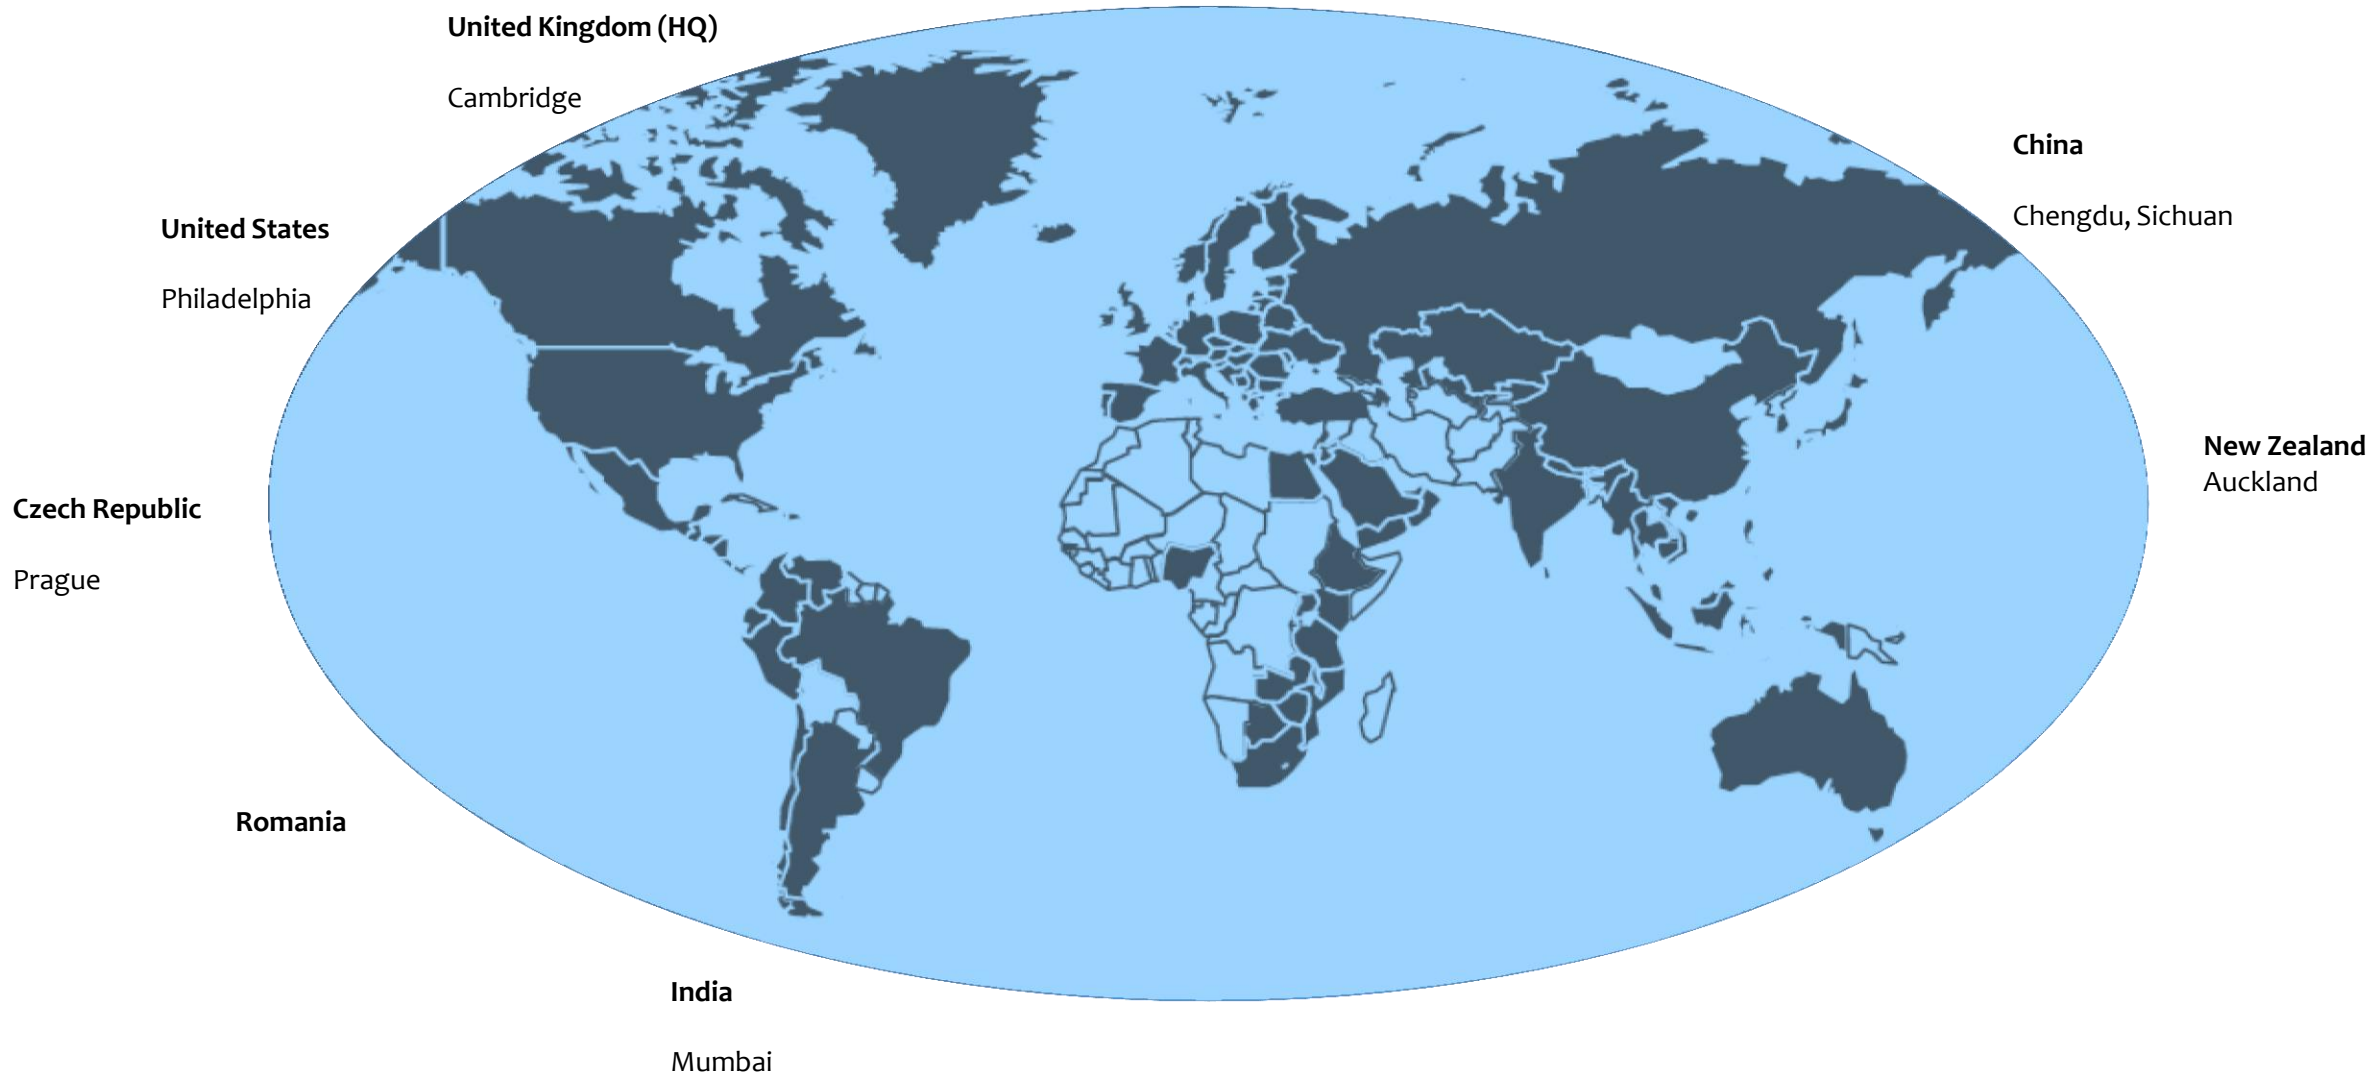 United Kingdom (HQ)
Cambridge
China
Chengdu, Sichuan
United States
Philadelphia
New Zealand
Auckland
Czech Republic
Prague
Romania
India
Mumbai